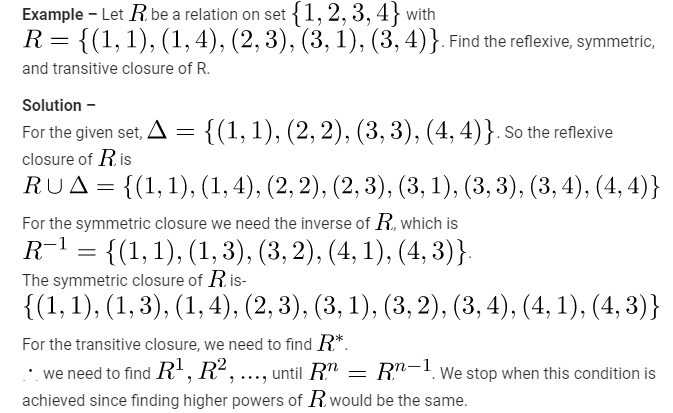 Example – Let R be a relation on set {1, 2, 3, 4} with
R = {(1, 1), (1, 4), (2, 3), (3, 1), (3, 4)}. Find the reflexive, symmetric,
and transitive closure of R.
Solution –
For the given set, Δ = {(1, 1), (2, 2), (3, 3), (4, 4)}. So the reflexive
closure of R is
R ∪ Δ = {(1, 1), (1, 4), (2, 2), (2, 3), (3, 1), (3, 3), (3, 4), (4, 4)}
For the symmetric closure we need the inverse of R, which is
R⁻¹ = {(1, 1), (1, 3), (3, 2), (4, 1), (4, 3)}.
The symmetric closure of R is-
{(1, 1), (1, 3), (1, 4), (2, 3), (3, 1), (3, 2), (3, 4), (4, 1), (4, 3)}
For the transitive closure, we need to find R*.
∴ we need to find R¹, R², ..., until Rⁿ = Rⁿ⁻¹. We stop when this condition is
achieved since finding higher powers of R would be the same.